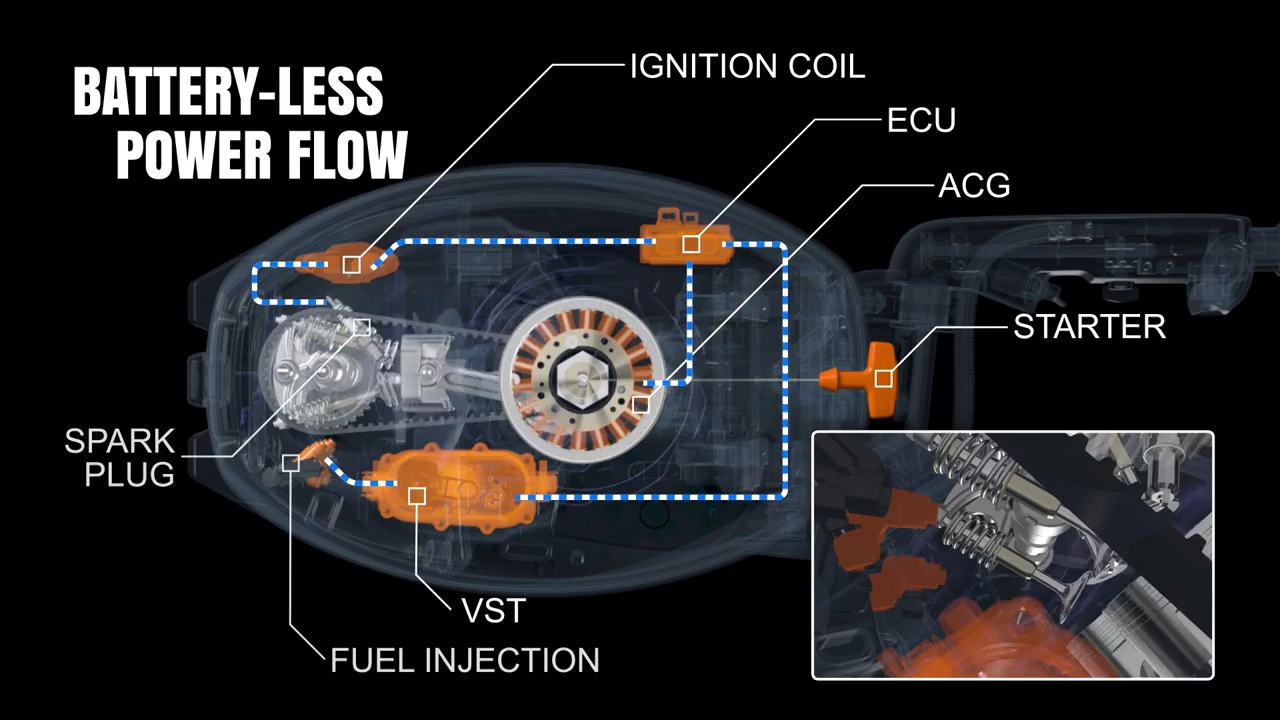 BATTERY-LESS
POWER FLOW
IGNITION COIL
ECU
ACG
STARTER
SPARK
PLUG
VST
FUEL INJECTION